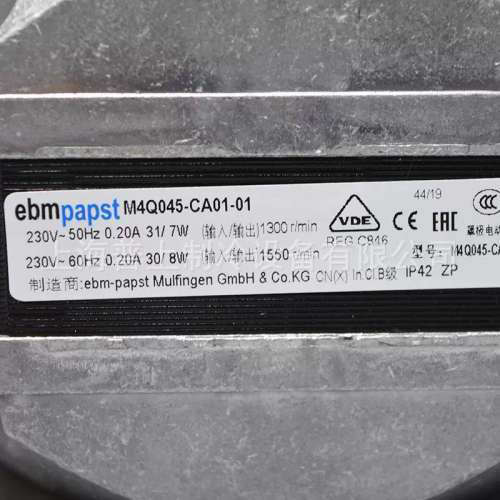 ebmpapst M4Q045-CA01-01
230V~50Hz 0.20A 31/ 7W (输入/输出) 1300 r/min
230V~60Hz 0.20A 30/ 8W (输入/输出) 1550 r/min
制造商:ebm-papst Mulfingen GmbH & Co.KG CN(X) In.Cl.B级 IP42 ZP
VDE
REG C846
44/19
CCC EAC
型号: M4Q045-CA